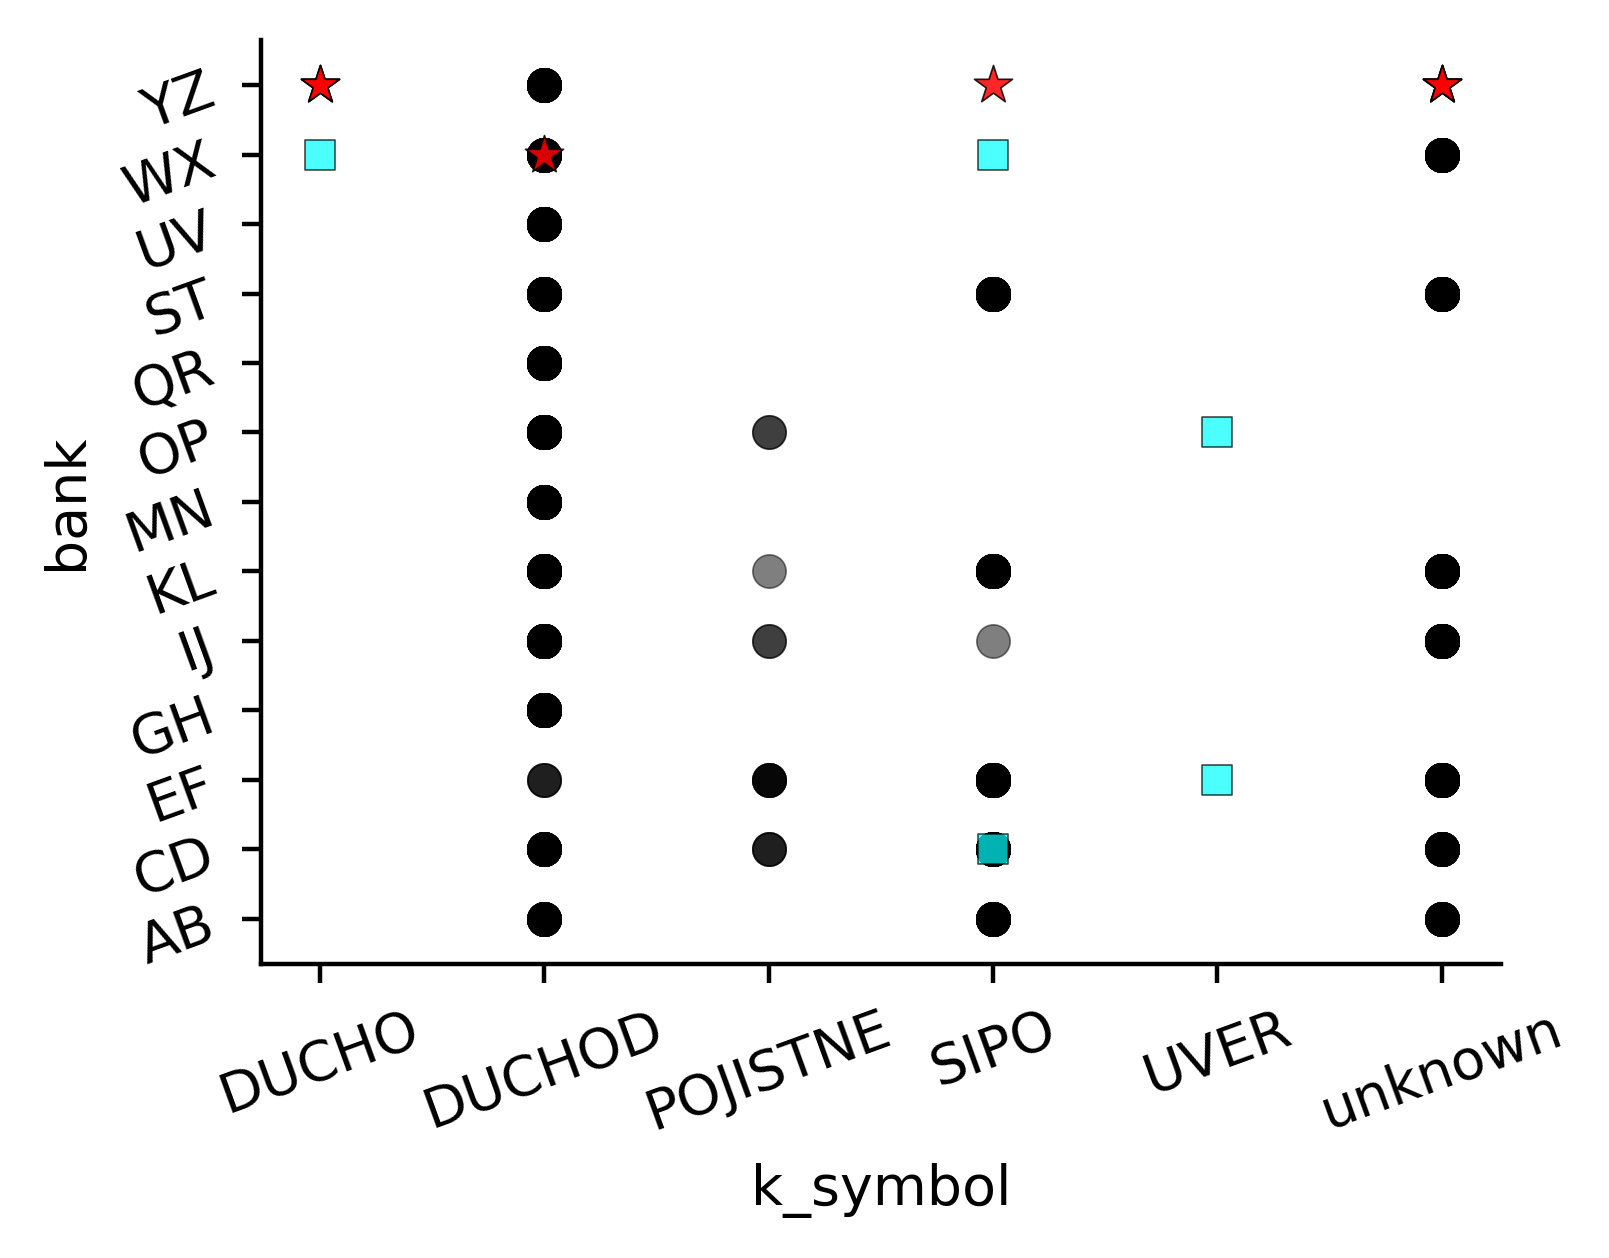 YZ
WX
UV
ST
QR
OP
MN
KL
IJ
GH
EF
CD
AB
bank
DUCHO
DUCHOD
POJISTNE
SIPO
UVER
unknown
k_symbol